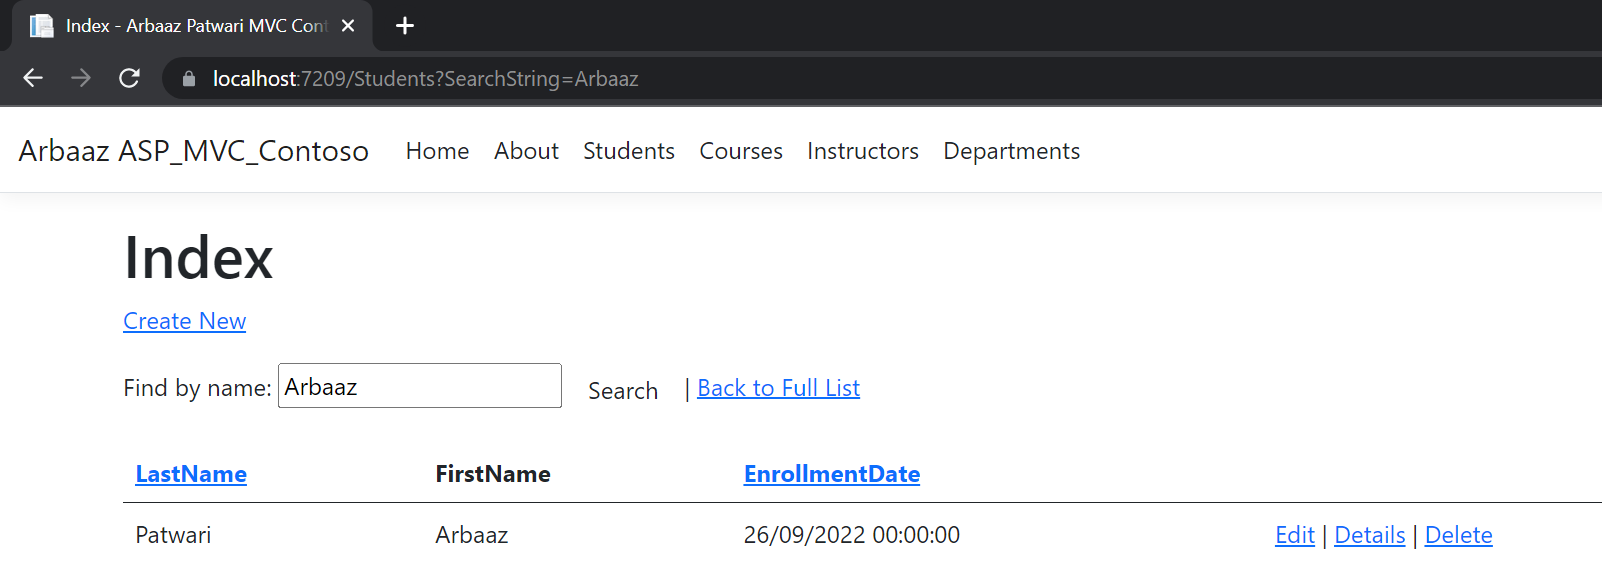 Index - Arbaaz Patwari MVC Cont
localhost:7209/Students?SearchString=Arbaaz
Arbaaz ASP_MVC_Contoso Home About Students Courses Instructors Departments
Index
Create New
Find by name: Arbaaz Search | Back to Full List
LastName FirstName EnrollmentDate
Patwari Arbaaz 26/09/2022 00:00:00 Edit | Details | Delete